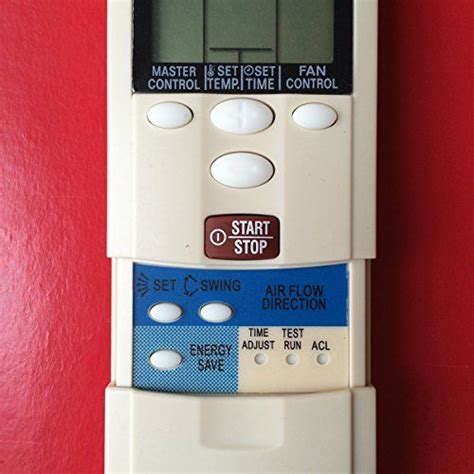 MASTER CONTROL
SET TEMP.
SET TIME
FAN CONTROL
START
STOP
SET SWING
AIR FLOW DIRECTION
ENERGY SAVE
TIME ADJUST
TEST RUN
ACL